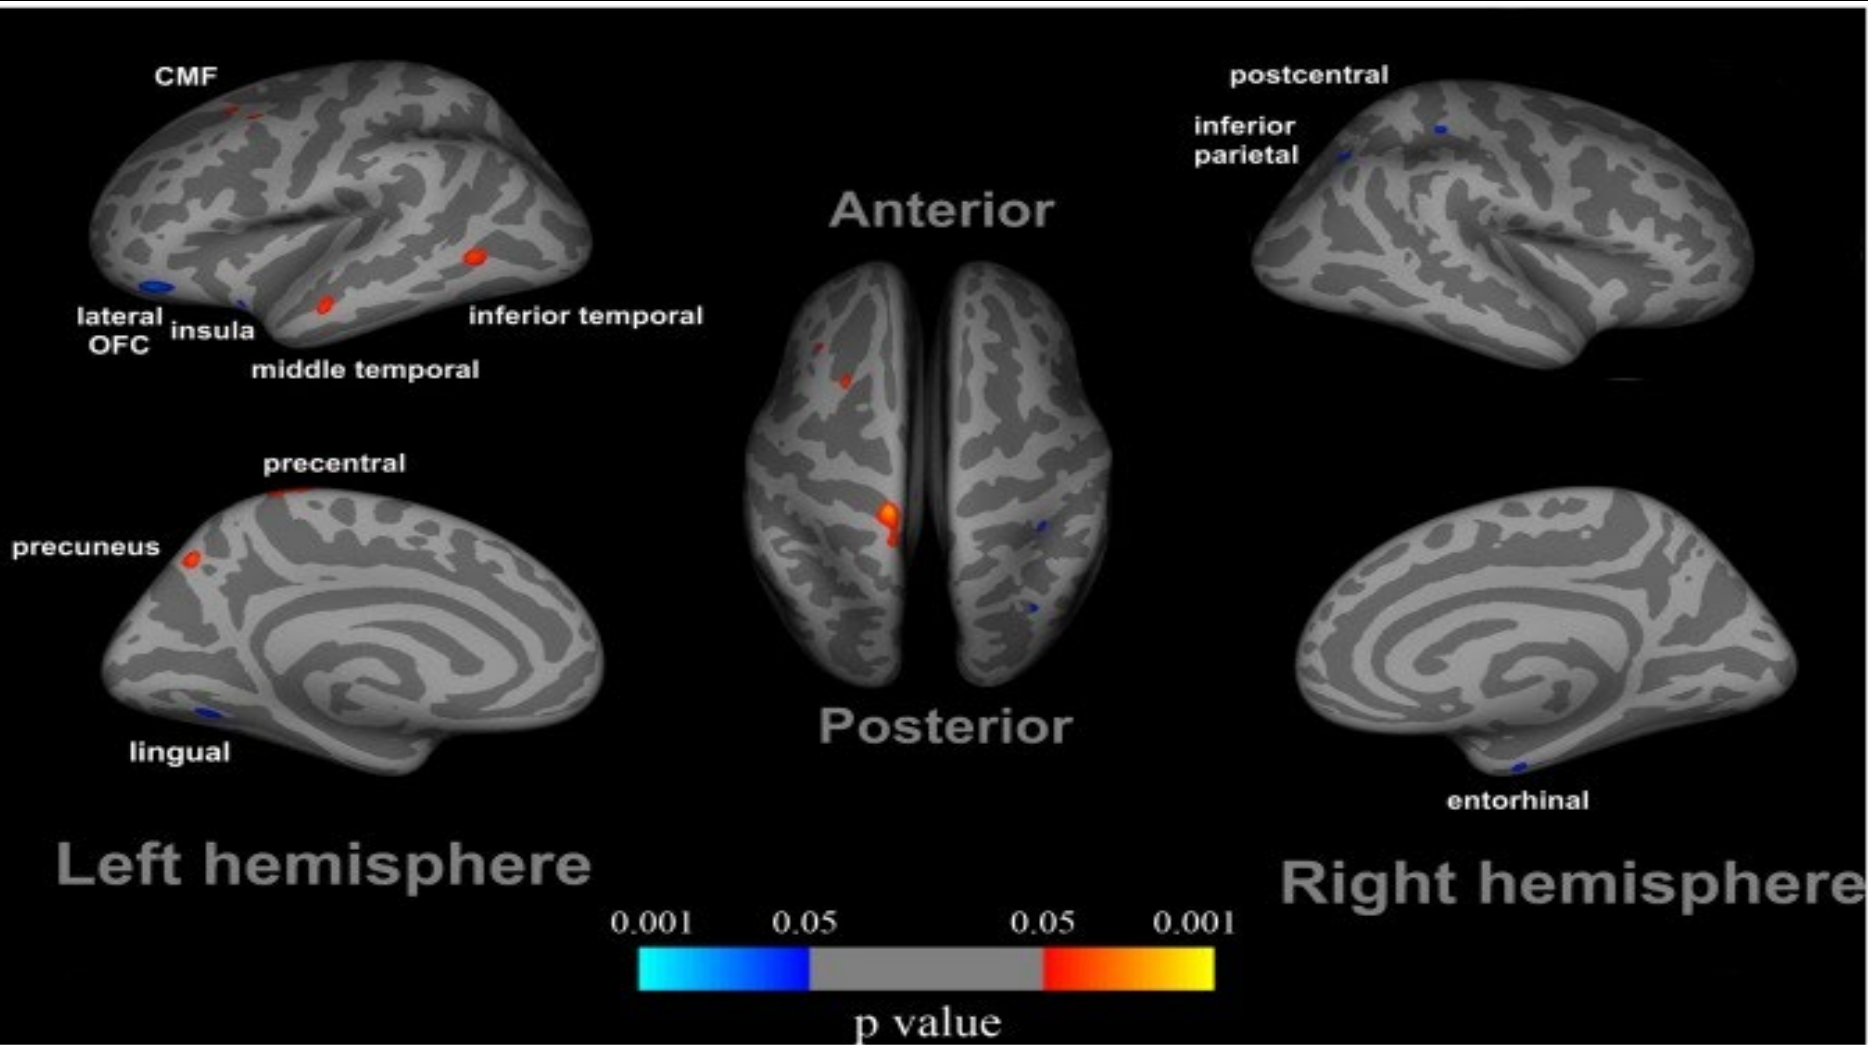 CMF
lateral
OFC
insula
middle temporal
inferior temporal
precentral
precuneus
lingual
Left hemisphere
Anterior
Posterior
postcentral
inferior
parietal
entorhinal
Right hemisphere
0.001 0.05 0.05 0.001
p value